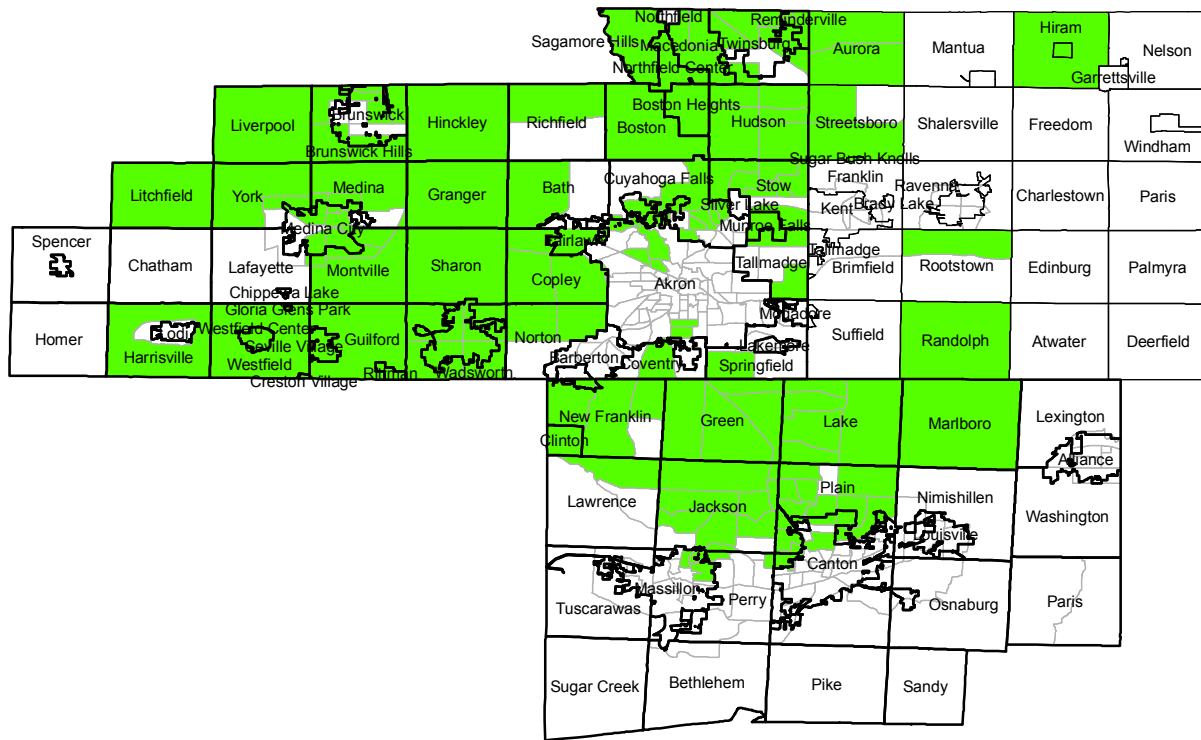 Northfield
Reminderville
Sagamore Hills
Macedonia
Twinsburg
Aurora
Mantua
Hiram
Nelson
Northfield Center
Garrettsville
Liverpool
Brunswick
Hinckley
Richfield
Boston Heights
Boston
Hudson
Streetsboro
Shalersville
Freedom
Windham
Brunswick Hills
Sugar Bush Knolls
Litchfield
York
Medina
Granger
Bath
Cuyahoga Falls
Stow
Franklin
Ravenna
Silver Lake
Kent
Brady Lake
Charlestown
Paris
Medina City
Munroe Falls
Spencer
Fairlawn
Tallmadge
Chatham
Lafayette
Montville
Sharon
Copley
Akron
Tallmadge
Brimfield
Rootstown
Edinburg
Palmyra
Chippewa Lake
Gloria Glens Park
Homer
Lodi
Westfield Center
Seville Village
Guilford
Norton
Mogadore
Suffield
Randolph
Atwater
Deerfield
Harrisville
Westfield
Rittman
Wadsworth
Barberton
Coventry
Lakemore
Springfield
Creston Village
New Franklin
Green
Lake
Marlboro
Lexington
Clinton
Alliance
Lawrence
Jackson
Plain
Nimishillen
Washington
Louisville
Canton
Tuscarawas
Massillon
Perry
Osnaburg
Paris
Sugar Creek
Bethlehem
Pike
Sandy